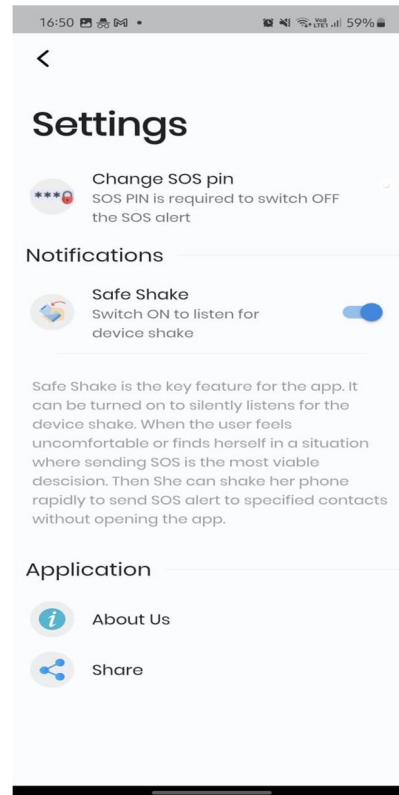 16:50
Vo))
LTE1
59%
Settings
***
Change SOS pin
SOS PIN is required to switch OFF
the SOS alert
Notifications
Safe Shake
Switch ON to listen for
device shake
Safe Shake is the key feature for the app. It
can be turned on to silently listens for the
device shake. When the user feels
uncomfortable or finds herself in a situation
where sending SOS is the most viable
descision. Then She can shake her phone
rapidly to send SOS alert to specified contacts
without opening the app.
Application
i
About Us
Share